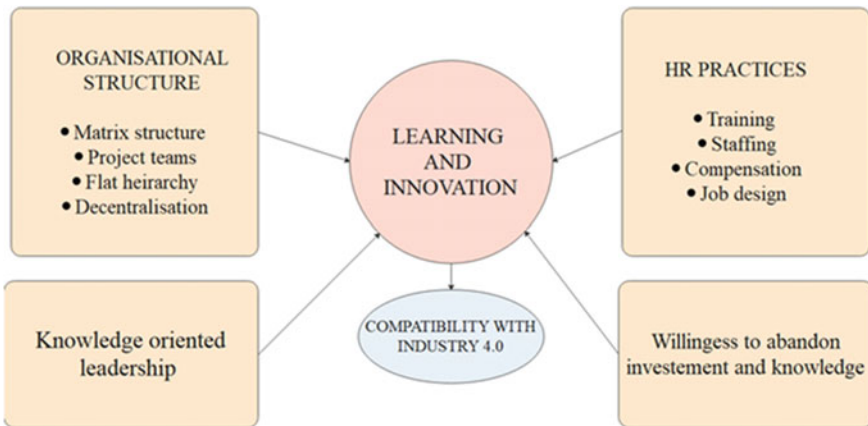 ORGANISATIONAL
STRUCTURE
● Matrix structure
● Project teams
● Flat heirarchy
● Decentralisation
LEARNING
AND
INNOVATION
HR PRACTICES
● Training
● Staffing
● Compensation
● Job design
Knowledge oriented
leadership
COMPATIBILITY WITH
INDUSTRY 4.0
Willingess to abandon
investement and knowledge